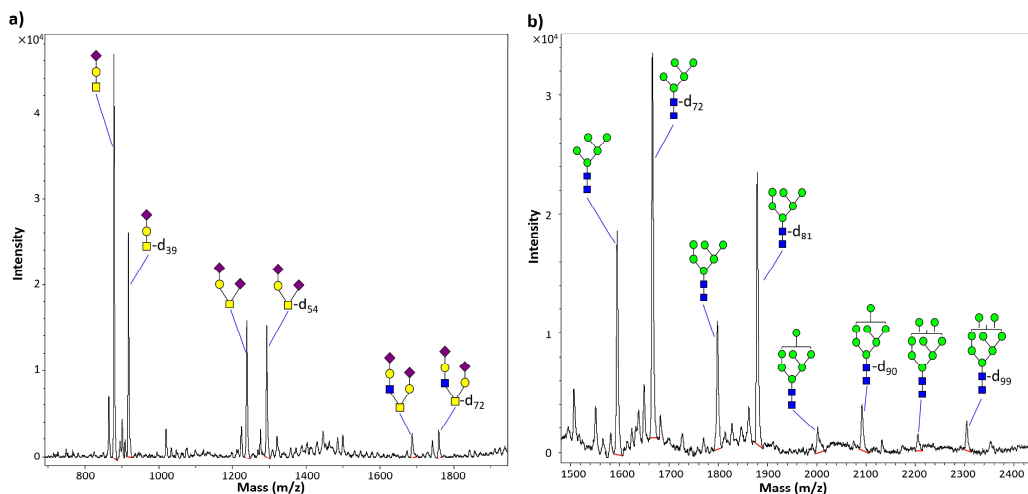 a)
×10⁴
4
3
2
1
0
Intensity
800
1000
1200
1400
1600
1800
Mass (m/z)
-d₃₉
-d₅₄
-d₇₂
b)
×10⁴
3
2
1
0
Intensity
1500
1600
1700
1800
1900
2000
2100
2200
2300
2400
Mass (m/z)
-d₇₂
-d₈₁
-d₉₀
-d₉₉